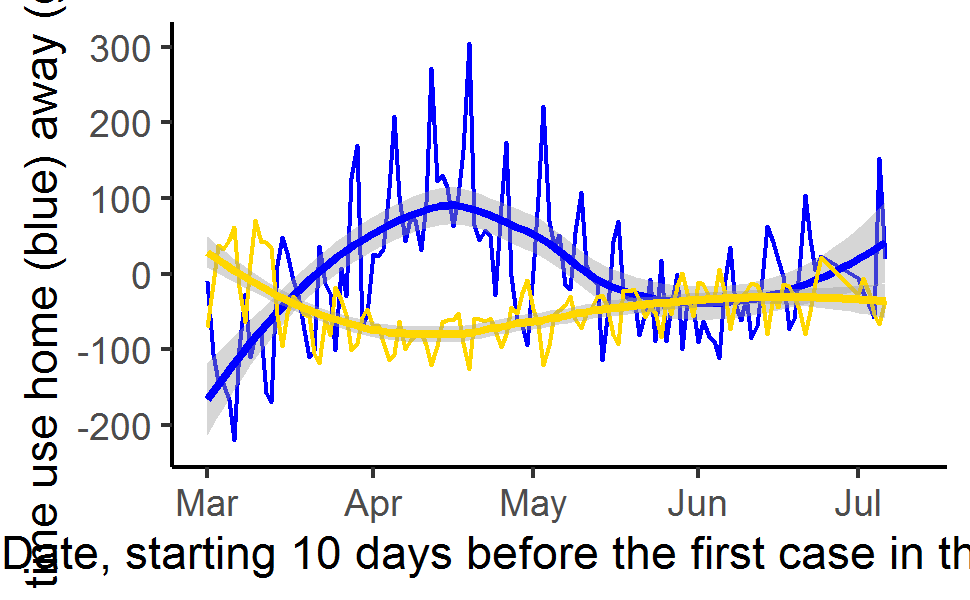 time use home (blue) away (
300
200
100
0
-100
-200
Mar Apr May Jun Jul
Date, starting 10 days before the first case in th